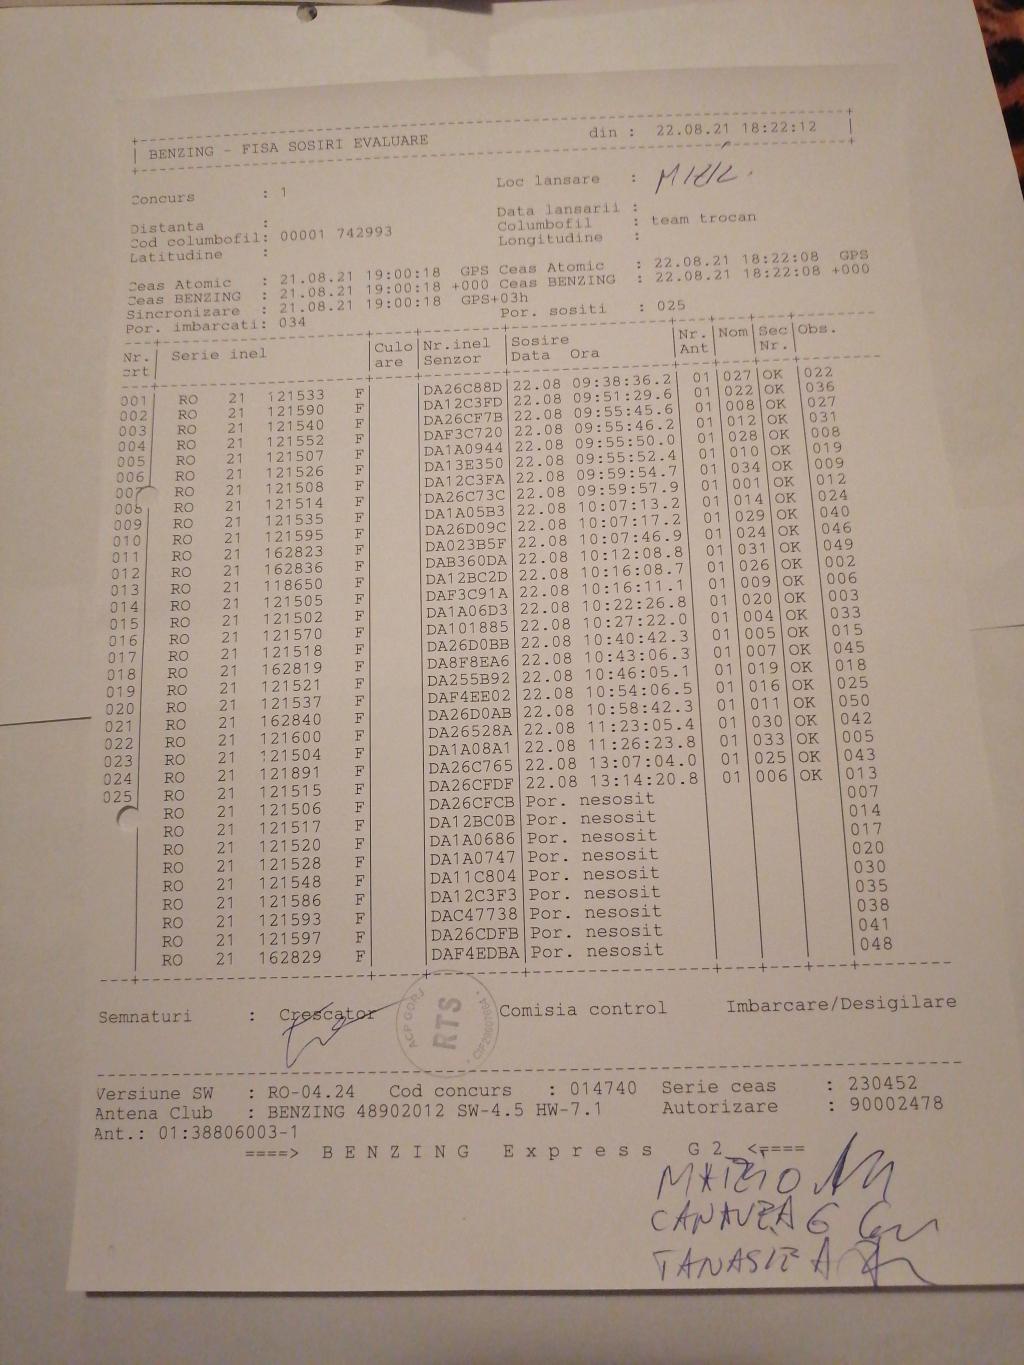 BENZING - FISA SOSIRI EVALUARE din : 22.08.21 18:22:12
Concurs : 1 Loc lansare : MIZIL
Data lansarii :
Distanta : Columbofil : team trocan
Cod columbofil: 00001 742993 Longitudine :
Latitudine :
Ceas Atomic : 21.08.21 19:00:18 GPS Ceas Atomic : 22.08.21 18:22:08 GPS
Ceas BENZING : 21.08.21 19:00:18 +000 Ceas BENZING : 22.08.21 18:22:08 +000
Sincronizare : 21.08.21 19:00:18 GPS+03h
Por. imbarcati: 034 Por. sositi : 025
Nr. Serie inel Culo Nr.inel Sosire Nr. Nom Sec Obs.
crt are Senzor Data Ora Ant Nr.
001 RO 21 121533 F DA26C88D 22.08 09:38:36.2 01 027 OK 022
002 RO 21 121590 F DA12C3FD 22.08 09:51:29.6 01 022 OK 036
003 RO 21 121540 F DA26CF7B 22.08 09:55:45.6 01 008 OK 027
004 RO 21 121552 F DAF3C720 22.08 09:55:46.2 01 012 OK 031
005 RO 21 121507 F DA1A0944 22.08 09:55:50.0 01 028 OK 008
006 RO 21 121526 F DA13E350 22.08 09:55:52.4 01 010 OK 019
007 RO 21 121508 F DA12C3FA 22.08 09:59:54.7 01 034 OK 009
008 RO 21 121514 F DA26C73C 22.08 09:59:57.9 01 001 OK 012
009 RO 21 121535 F DA1A05B3 22.08 10:07:13.2 01 014 OK 024
010 RO 21 121595 F DA26D09C 22.08 10:07:17.2 01 029 OK 040
011 RO 21 162823 F DA023B5F 22.08 10:07:46.9 01 024 OK 046
012 RO 21 162836 F DAB360DA 22.08 10:12:08.8 01 031 OK 049
013 RO 21 118650 F DA12BC2D 22.08 10:16:08.7 01 026 OK 002
014 RO 21 121505 F DAF3C91A 22.08 10:16:11.1 01 009 OK 006
015 RO 21 121502 F DA1A06D3 22.08 10:22:26.8 01 020 OK 003
016 RO 21 121570 F DA101885 22.08 10:27:22.0 01 004 OK 033
017 RO 21 121518 F DA26D0BB 22.08 10:40:42.3 01 005 OK 015
018 RO 21 162819 F DA8F8EA6 22.08 10:43:06.3 01 007 OK 045
019 RO 21 121521 F DA255B92 22.08 10:46:05.1 01 019 OK 018
020 RO 21 121537 F DAF4EE02 22.08 10:54:06.5 01 016 OK 025
021 RO 21 162840 F DA26D0AB 22.08 10:58:42.3 01 011 OK 050
022 RO 21 121600 F DA26528A 22.08 11:23:05.4 01 030 OK 042
023 RO 21 121504 F DA1A08A1 22.08 11:26:23.8 01 033 OK 005
024 RO 21 121891 F DA26C765 22.08 13:07:04.0 01 025 OK 043
025 RO 21 121515 F DA26CFDF 22.08 13:14:20.8 01 006 OK 013
RO 21 121506 F DA26CFCB Por. nesosit 007
RO 21 121517 F DA12BC0B Por. nesosit 014
RO 21 121520 F DA1A0686 Por. nesosit 017
RO 21 121528 F DA1A0747 Por. nesosit 020
RO 21 121548 F DA11C804 Por. nesosit 030
RO 21 121586 F DA12C3F3 Por. nesosit 035
RO 21 121593 F DAC47738 Por. nesosit 038
RO 21 121597 F DA26CDFB Por. nesosit 041
RO 21 162829 F DAF4EDBA Por. nesosit 048
Semnaturi : Crescator Comisia control Imbarcare/Desigilare
RTS
Versiune SW : RO-04.24 Cod concurs : 014740 Serie ceas : 230452
Antena Club : BENZING 48902012 SW-4.5 HW-7.1 Autorizare : 90002478
Ant.: 01:38806003-1
====> BENZING Express G2 <====
CANAVEA G
TANASIE A